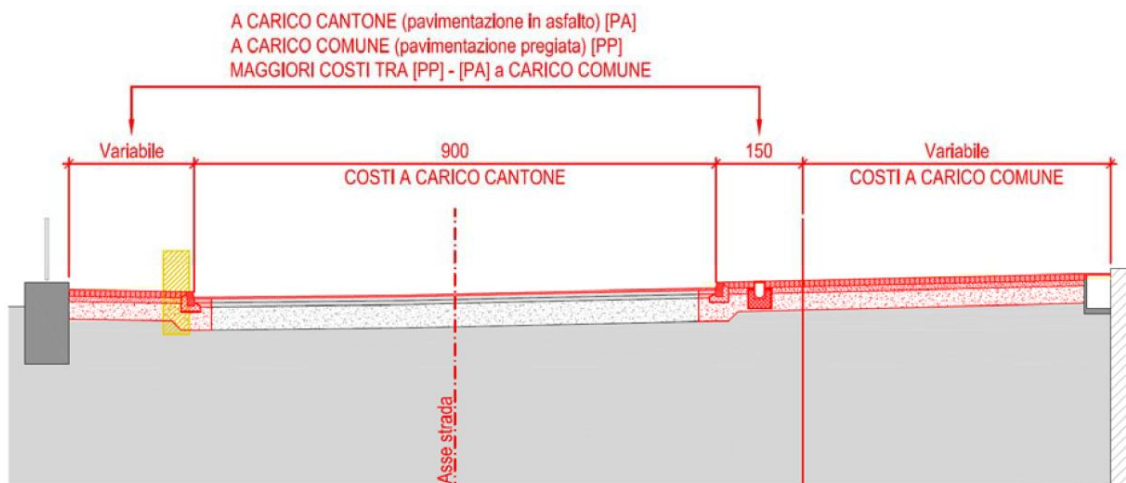 A CARICO CANTONE (pavimentazione in asfalto) [PA]
A CARICO COMUNE (pavimentazione pregiata) [PP]
MAGGIORI COSTI TRA [PP] - [PA] a CARICO COMUNE
Variabile
900
150
Variabile
COSTI A CARICO CANTONE
COSTI A CARICO COMUNE
Asse strada